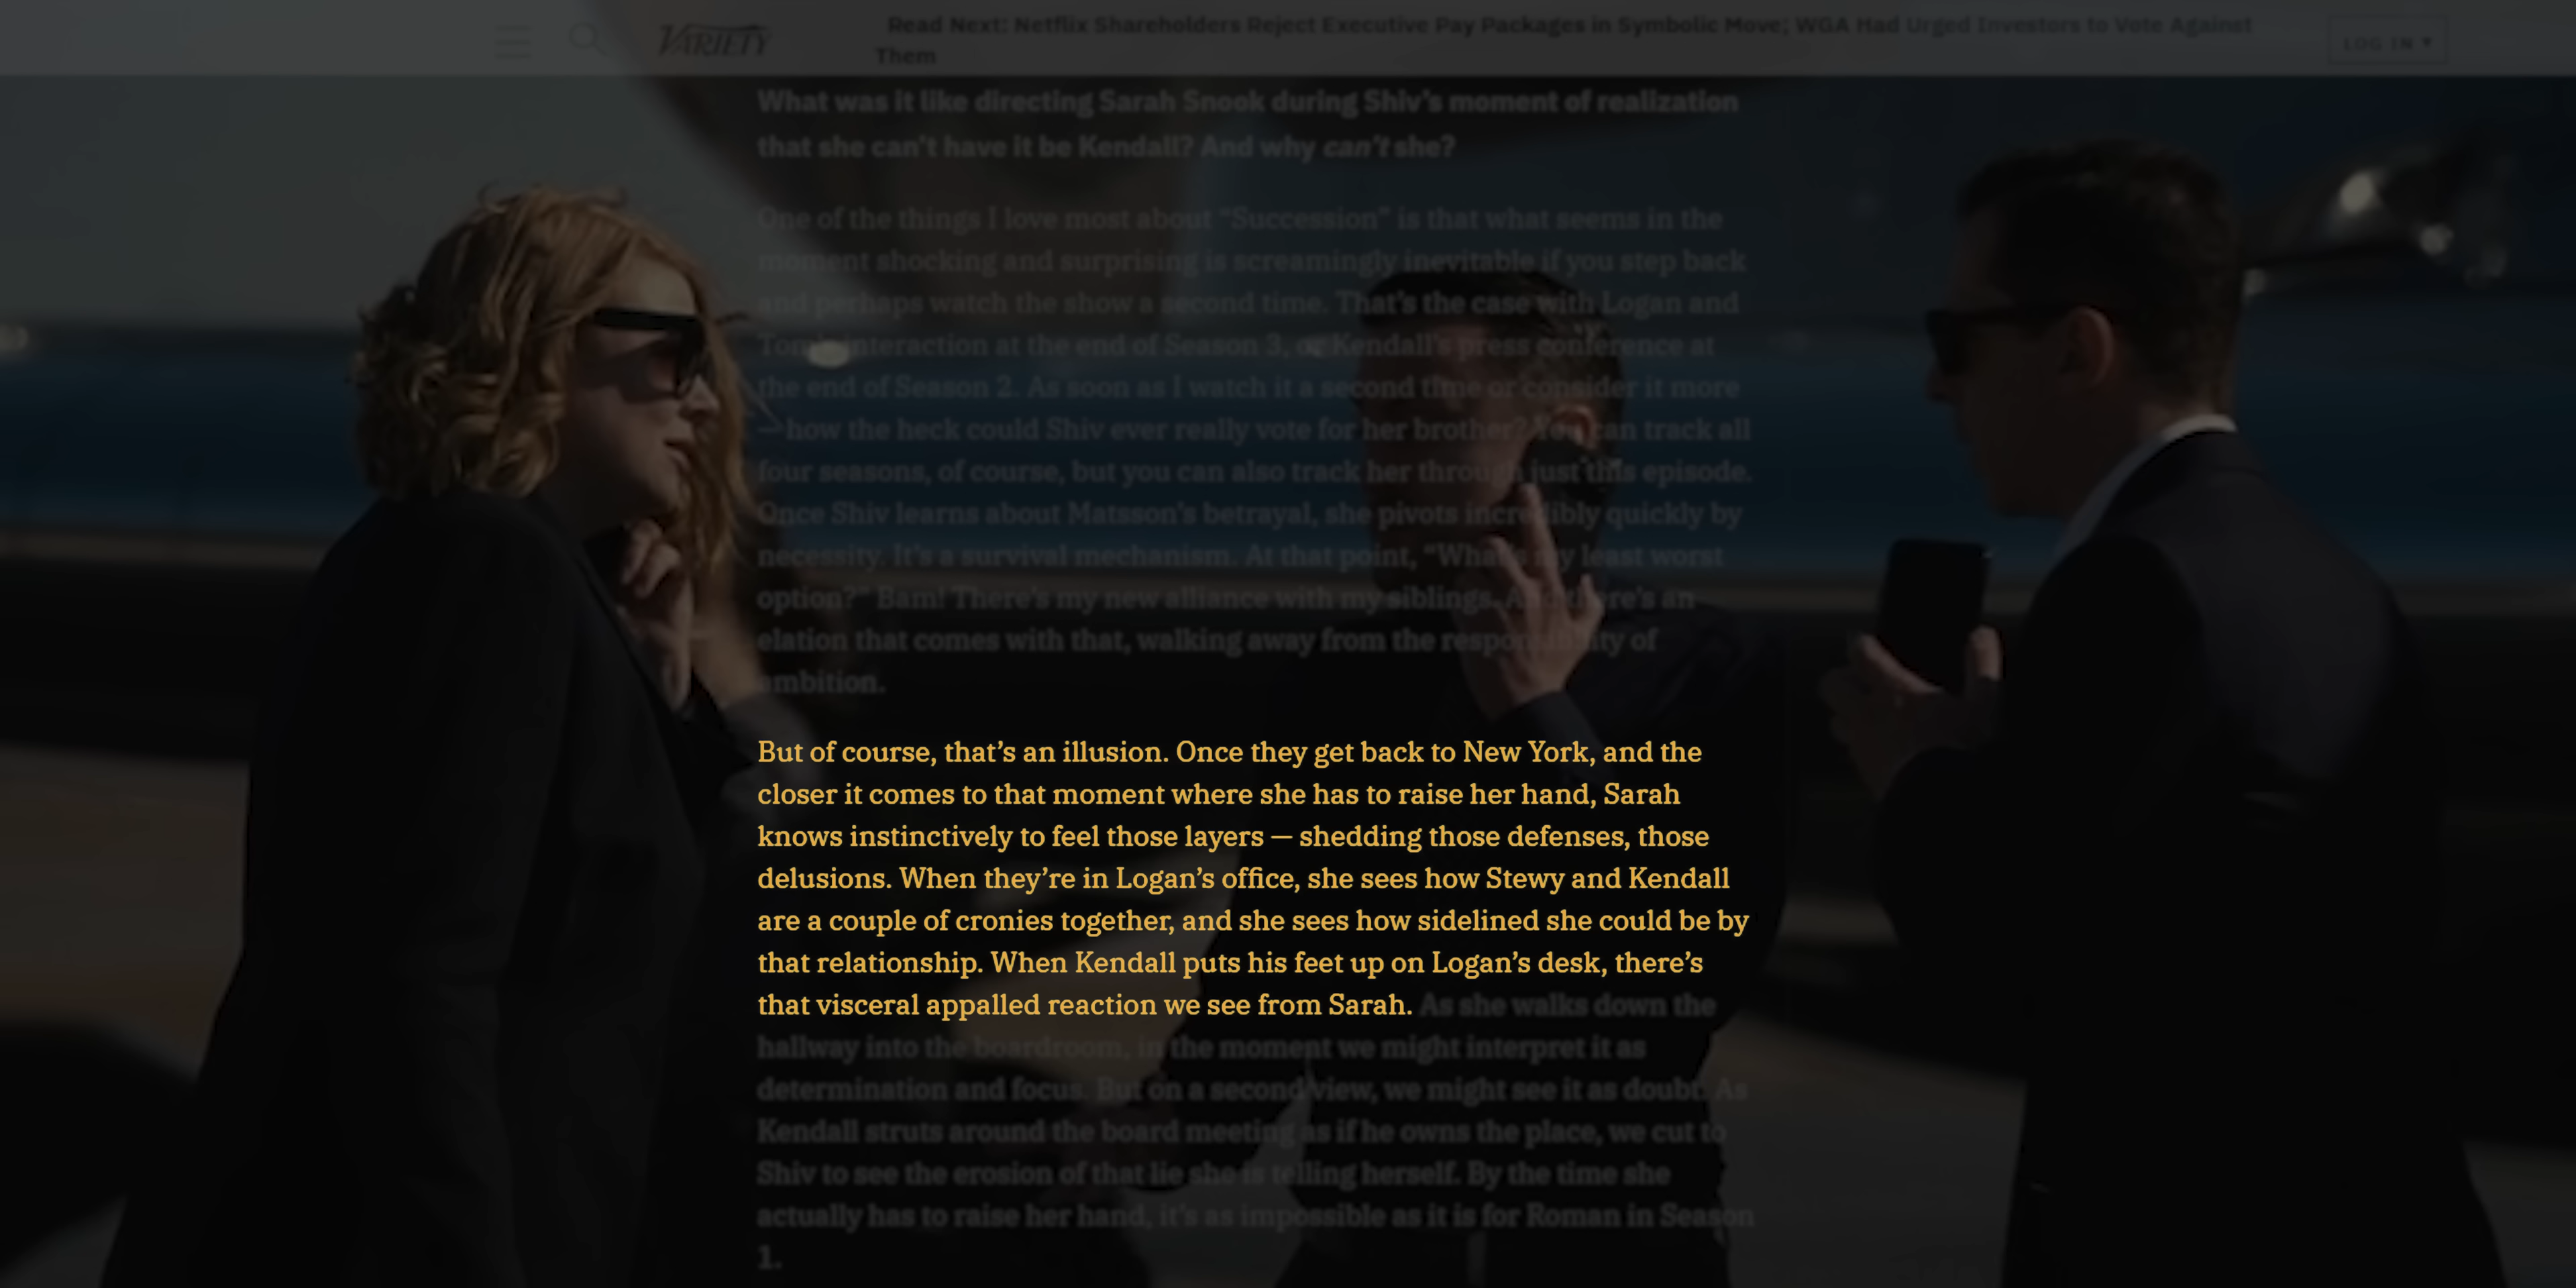 VARIETY
Read Next: Netflix Shareholders Reject Executive Pay Packages in Symbolic Move; WGA Had Urged Investors to Vote Against
Them
LOG IN
What was it like directing Sarah Snook during Shiv's moment of realization
that she can't have it be Kendall? And why can't she?
One of the things I love most about "Succession" is that what seems in the
moment shocking and surprising is screamingly inevitable if you step back
and perhaps watch the show a second time. That's the case with Logan and
Tom's interaction at the end of Season 3, or Kendall's press conference at
the end of Season 2. As soon as I watch it a second time or consider it more
—how the heck could Shiv ever really vote for her brother? You can track all
four seasons, of course, but you can also track her through just this episode.
Once Shiv learns about Matsson's betrayal, she pivots incredibly quickly by
necessity. It's a survival mechanism. At that point, "What's my least worst
option?" Bam! There's my new alliance with my siblings. And there's an
elation that comes with that, walking away from the responsibility of
ambition.
But of course, that's an illusion. Once they get back to New York, and the
closer it comes to that moment where she has to raise her hand, Sarah
knows instinctively to feel those layers — shedding those defenses, those
delusions. When they're in Logan's office, she sees how Stewy and Kendall
are a couple of cronies together, and she sees how sidelined she could be by
that relationship. When Kendall puts his feet up on Logan's desk, there's
that visceral appalled reaction we see from Sarah. As she walks down the
hallway into the boardroom, in the moment we might interpret it as
determination and focus. But on a second view, we might see it as doubt. As
Kendall struts around the board meeting as if he owns the place, we cut to
Shiv to see the erosion of that lie she is telling herself. By the time she
actually has to raise her hand, it's as impossible as it is for Roman in Season
1.